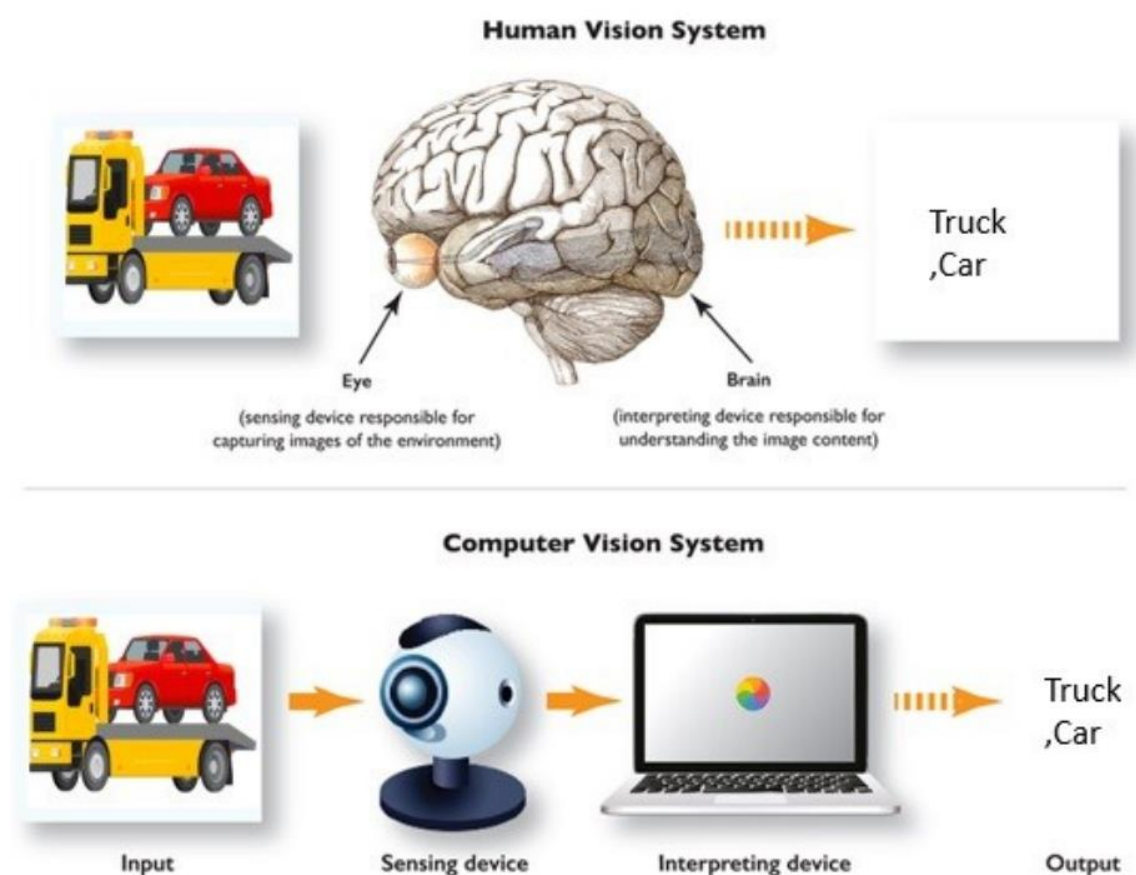 Human Vision System
Truck
,Car
Eye
(sensing device responsible for
capturing images of the environment)
Brain
(interpreting device responsible for
understanding the image content)
Computer Vision System
Truck
,Car
Input
Sensing device
Interpreting device
Output